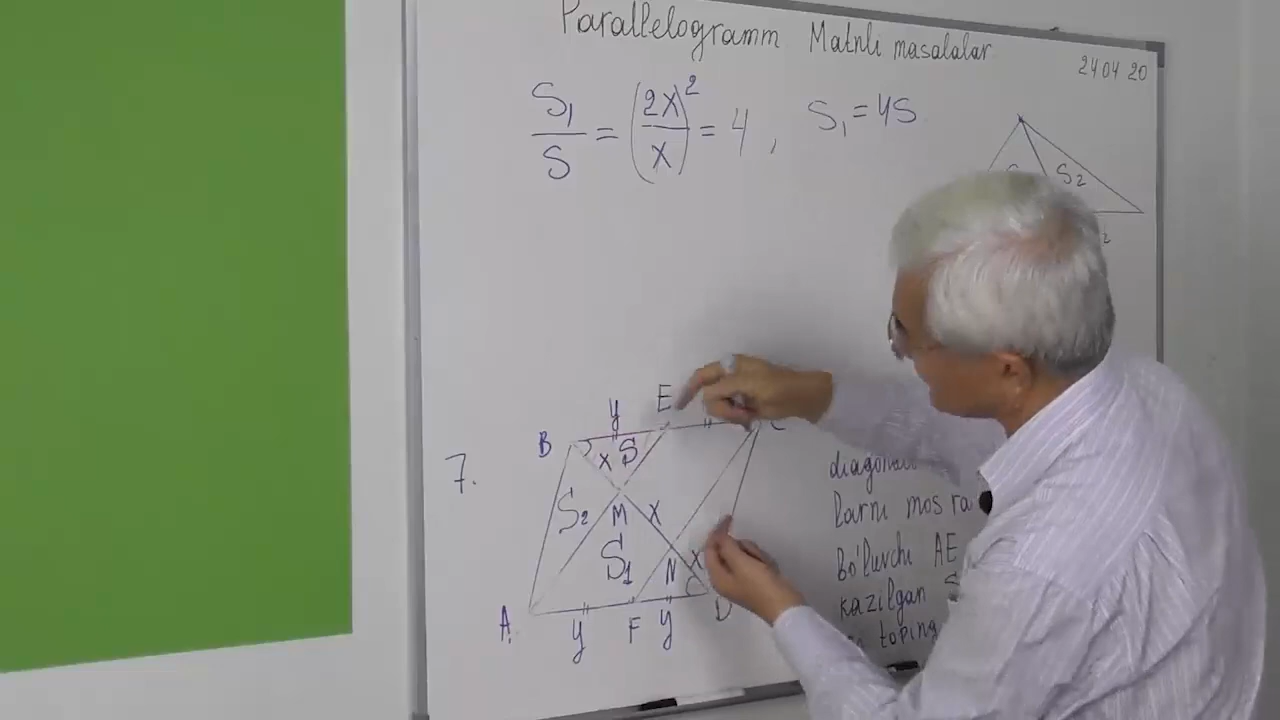 Parallelogramm Matnli masalalar
24 04 20
S₁/S = (2x/x)² = 4, S₁ = 4S
S₂
7.
B y E
x S
S₂ M x
S₁ N x
A y F y D
larni mos
bo'luvchi AE
kazilgan
toping